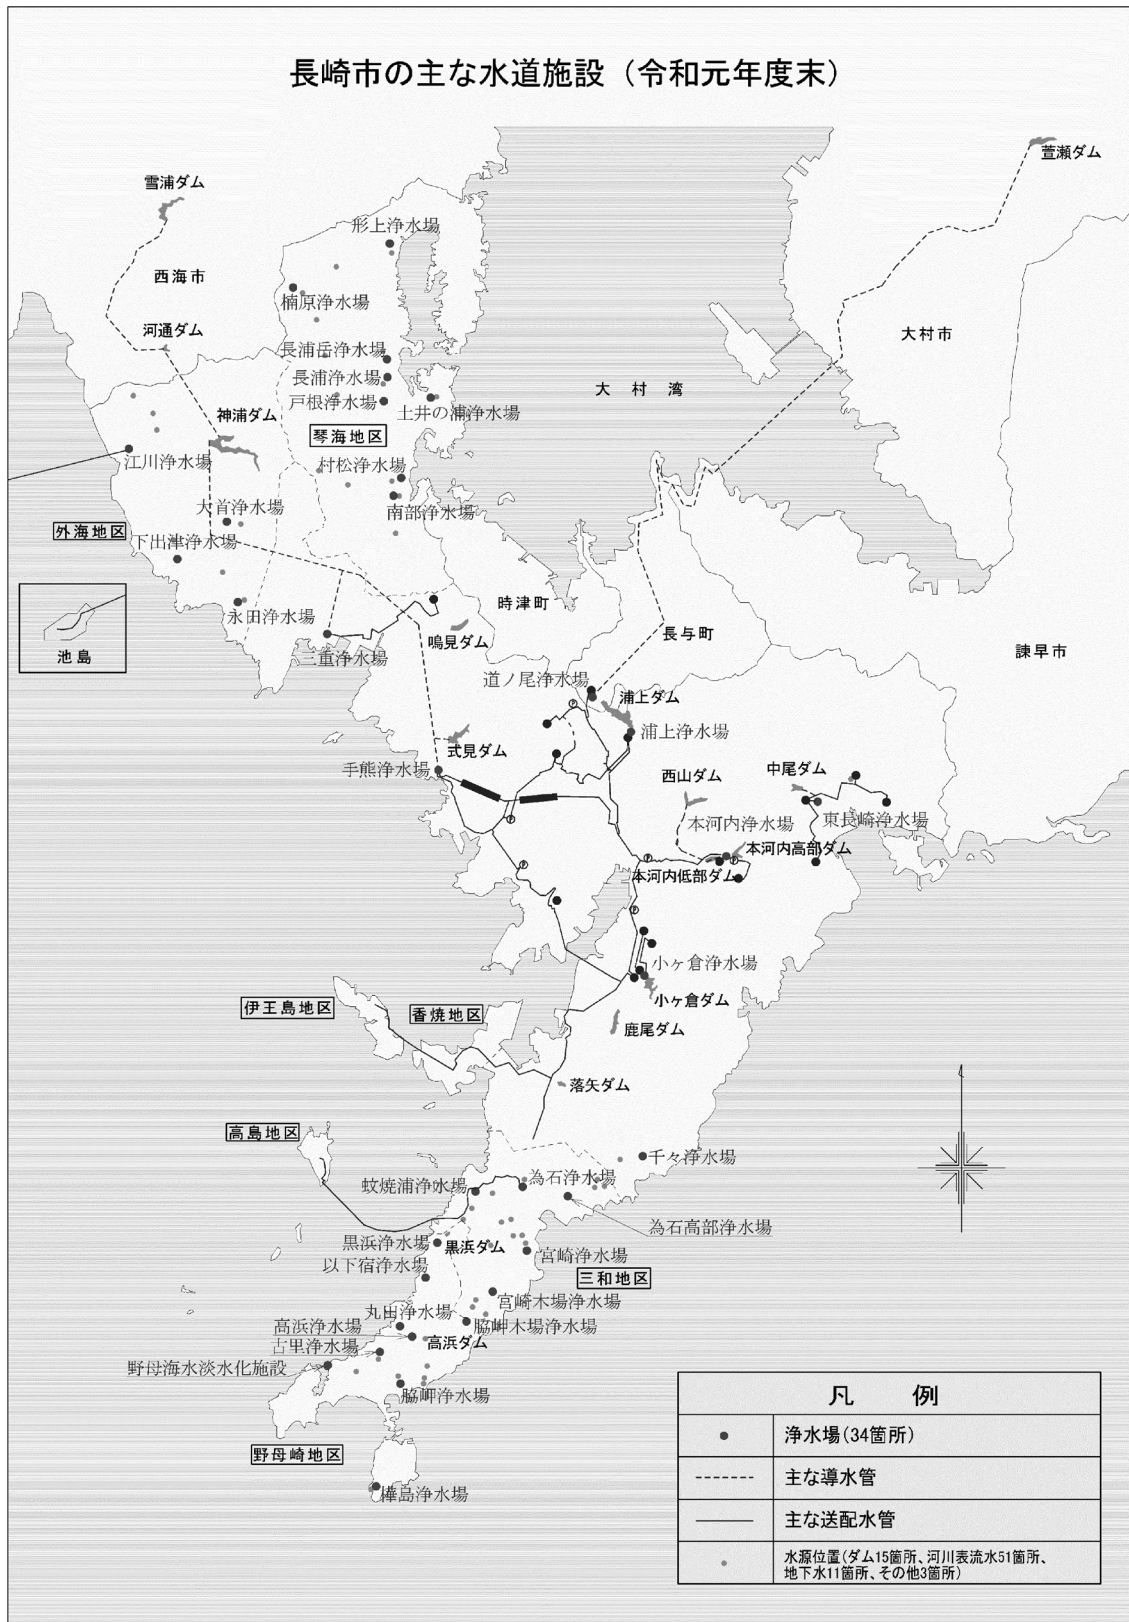 長崎市の主な水道施設（令和元年度末）
萱瀬ダム
雪浦ダム
形上浄水場
西海市
楠原浄水場
河通ダム
大村市
長浦岳浄水場
長浦浄水場
大村湾
戸根浄水場
土井の浦浄水場
神浦ダム
琴海地区
江川浄水場
村松浄水場
大首浄水場
南部浄水場
外海地区
下出津浄水場
時津町
永田浄水場
長与町
鳴見ダム
池島
三重浄水場
諫早市
道ノ尾浄水場
浦上ダム
浦上浄水場
式見ダム
手熊浄水場
西山ダム
中尾ダム
本河内浄水場
東長崎浄水場
本河内高部ダム
本河内低部ダム
小ヶ倉浄水場
小ヶ倉ダム
伊王島地区
香焼地区
鹿尾ダム
落矢ダム
高島地区
千々浄水場
為石浄水場
蚊焼浦浄水場
為石高部浄水場
黒浜浄水場
黒浜ダム
宮崎浄水場
以下宿浄水場
三和地区
宮崎木場浄水場
丸田浄水場
脇岬木場浄水場
高浜浄水場
高浜ダム
古里浄水場
野母海水淡水化施設
脇岬浄水場
野母崎地区
樺島浄水場
凡例
浄水場(34箇所)
主な導水管
主な送配水管
水源位置(ダム15箇所、河川表流水51箇所、
地下水11箇所、その他3箇所)
P
P
P
P
P
P